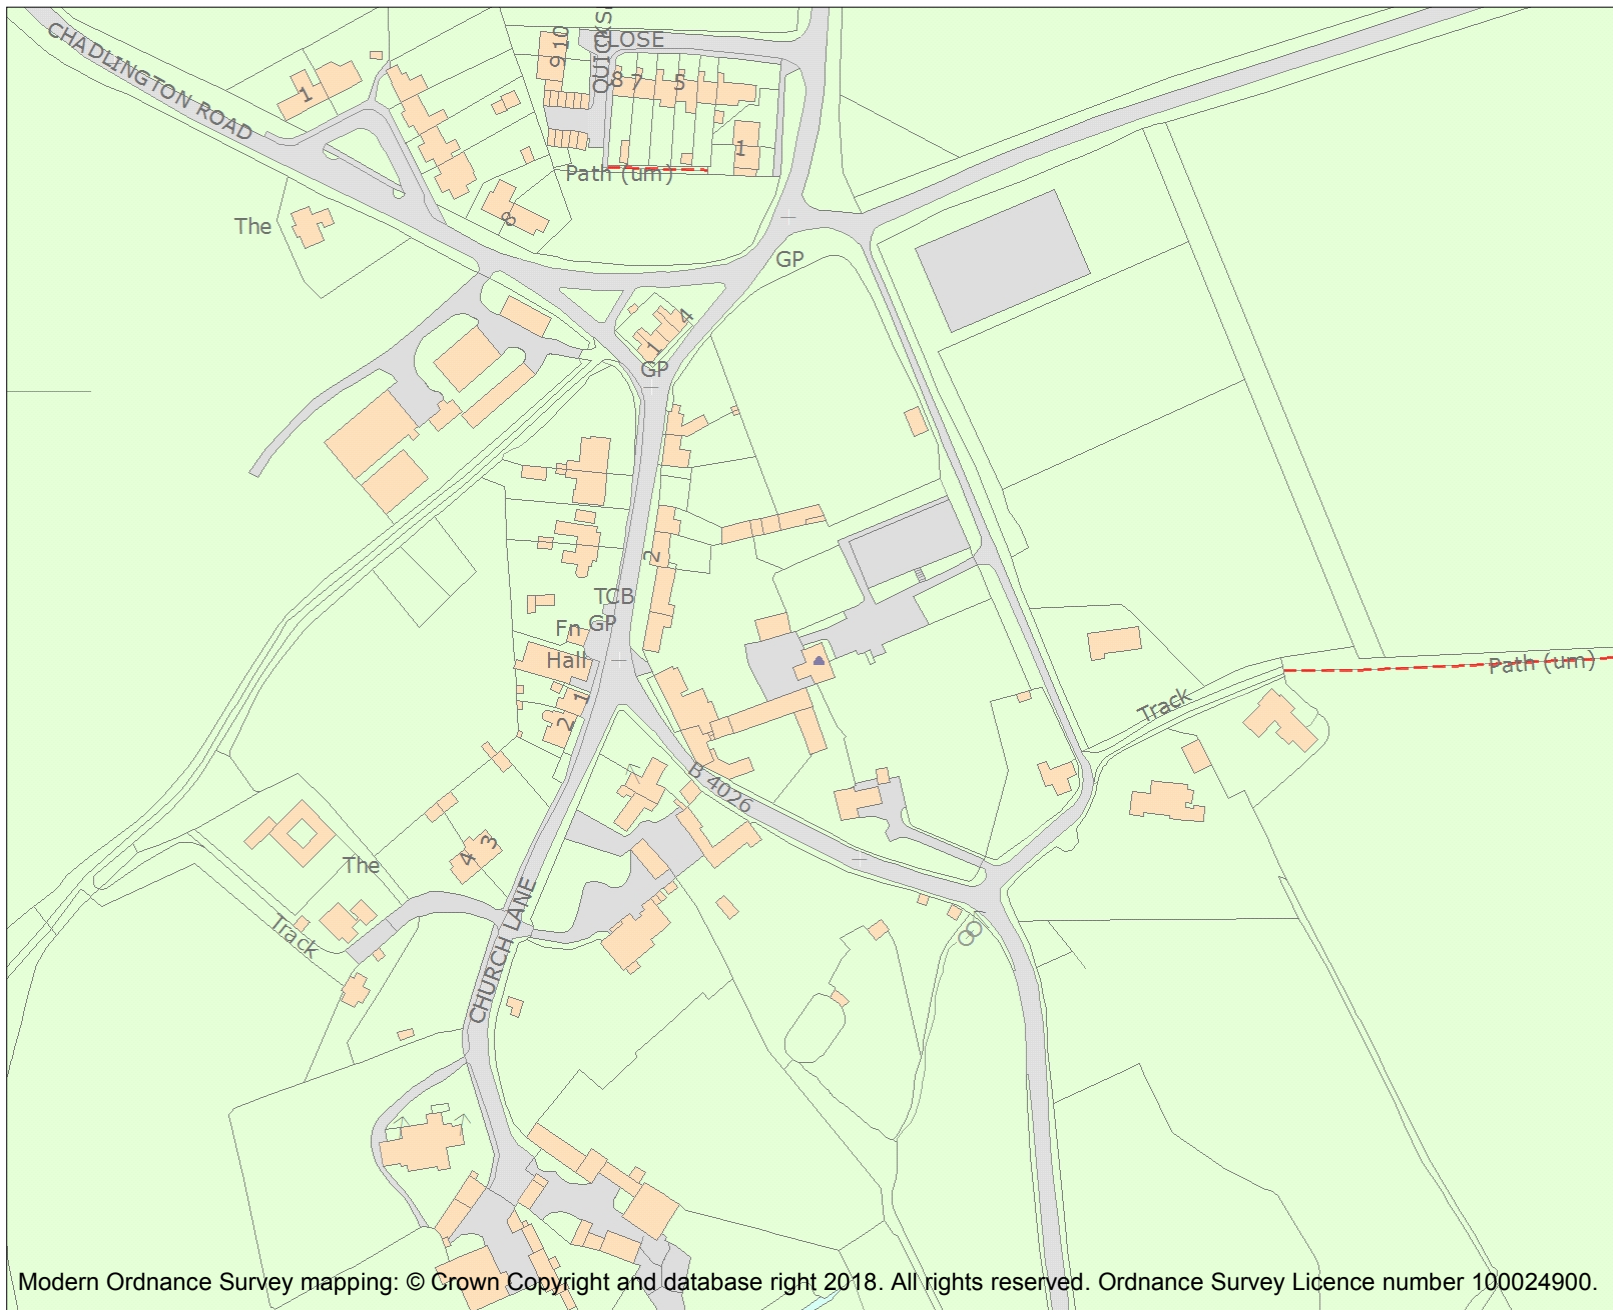 CHADLINGTON ROAD
1
9
10
CLOSE
8 7 5
1
Path (um)
The
8
GP
4
1
GP
2
TCB
GP
Fn
Hall
1
2
B 4026
Track
Path (um)
The
4
3
Track
CHURCH LANE
Modern Ordnance Survey mapping: © Crown Copyright and database right 2018. All rights reserved. Ordnance Survey Licence number 100024900.